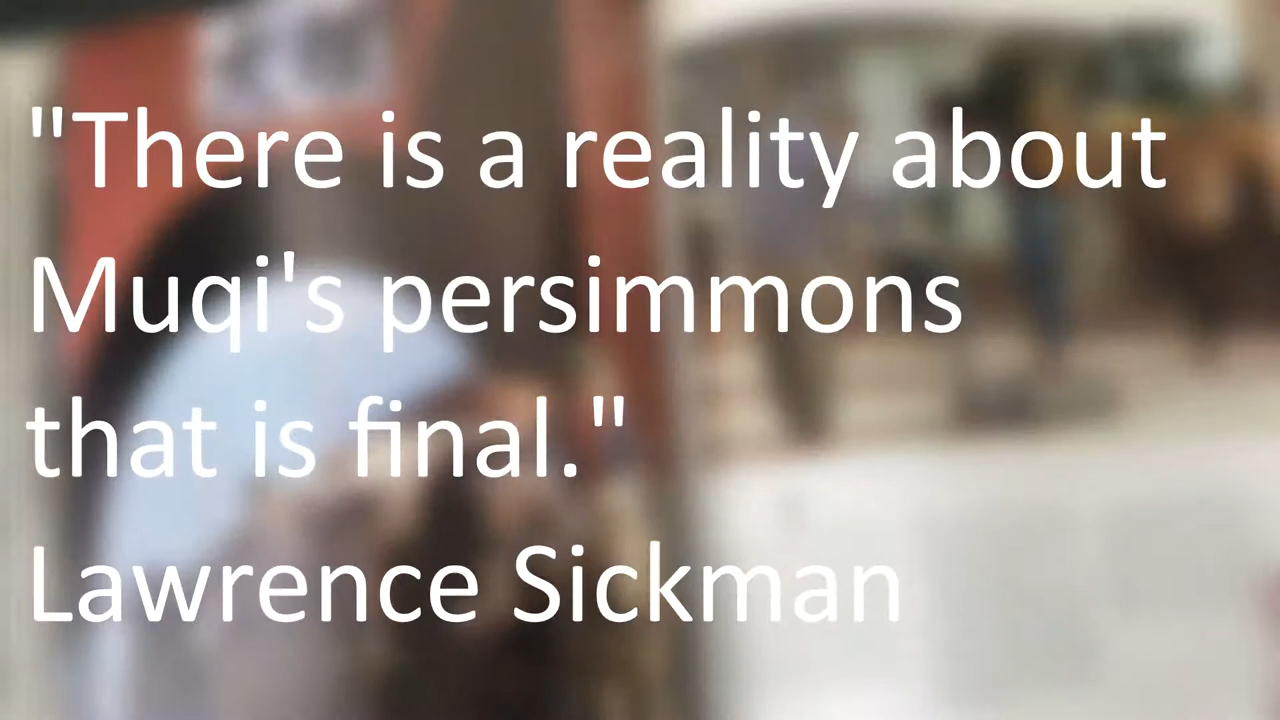 "There is a reality about
Muqi's persimmons
that is final."
Lawrence Sickman